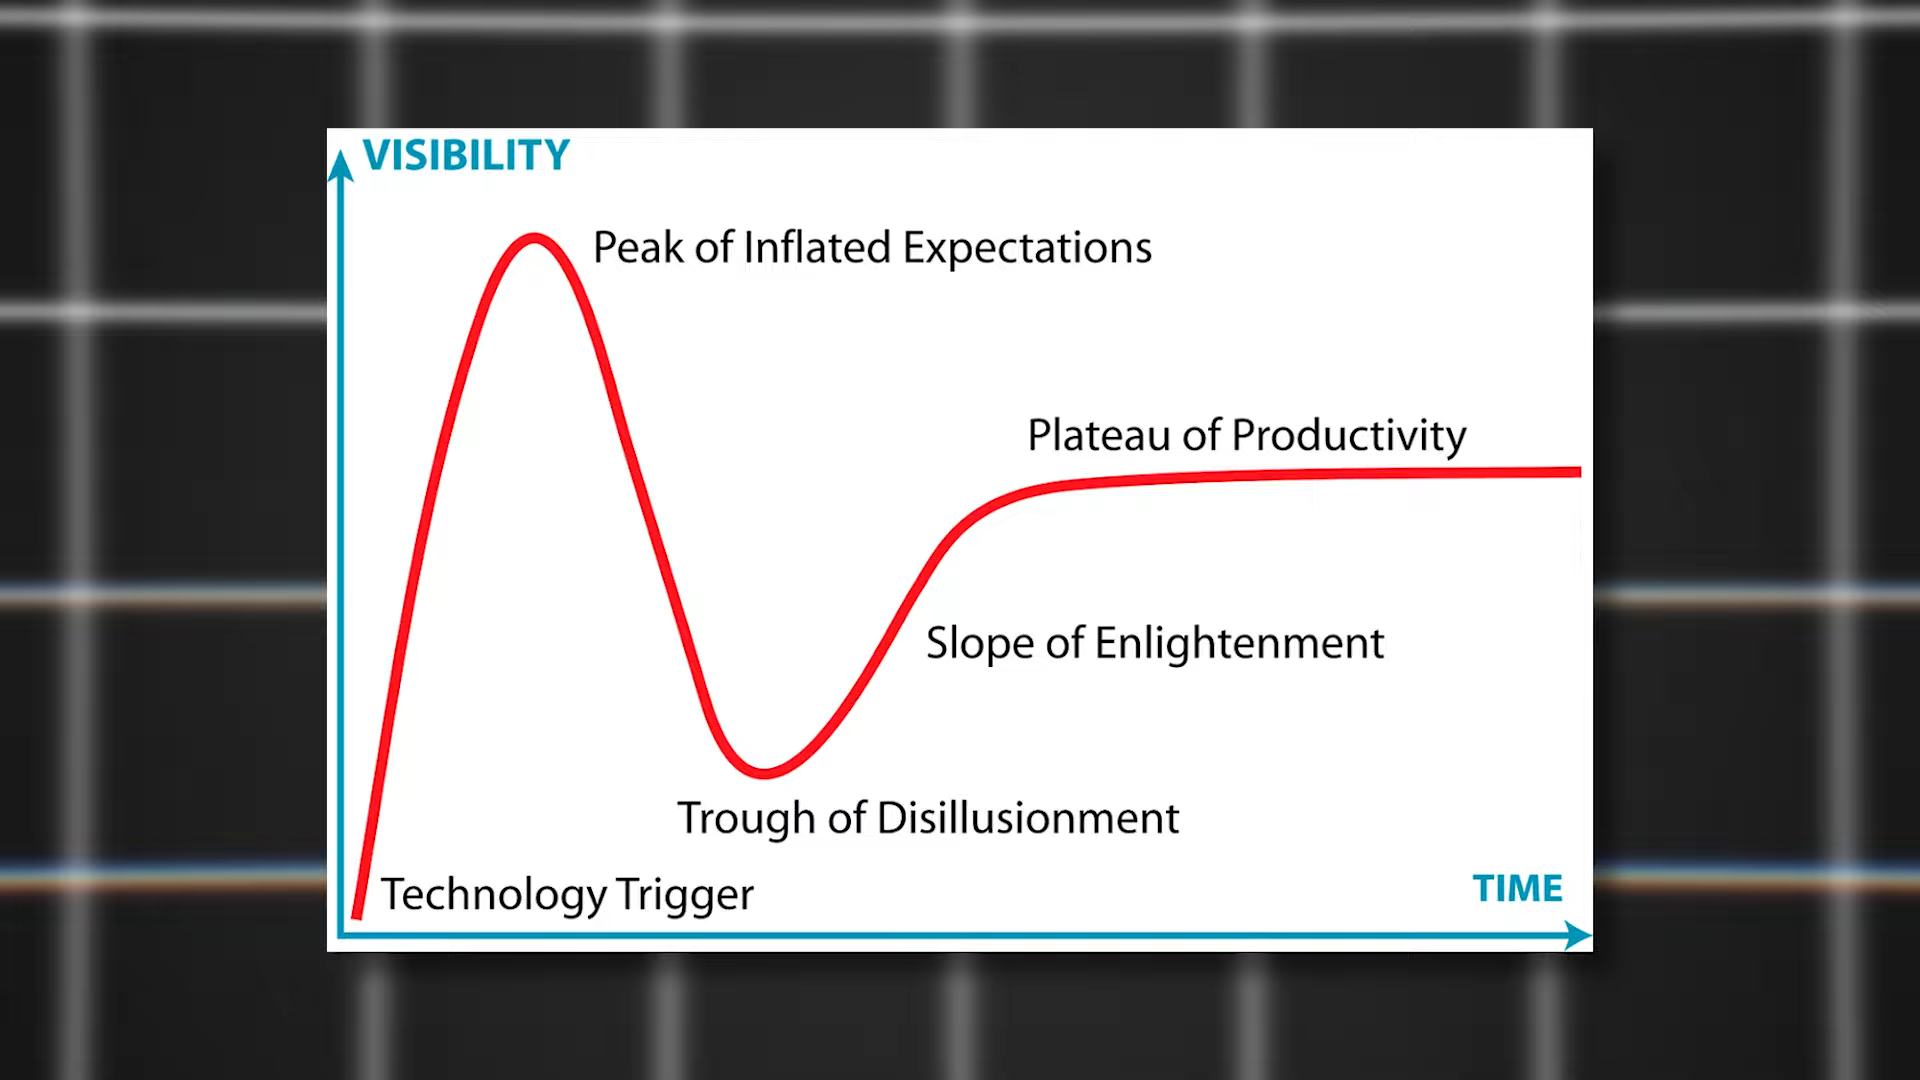 VISIBILITY
Peak of Inflated Expectations
Plateau of Productivity
Slope of Enlightenment
Trough of Disillusionment
Technology Trigger
TIME